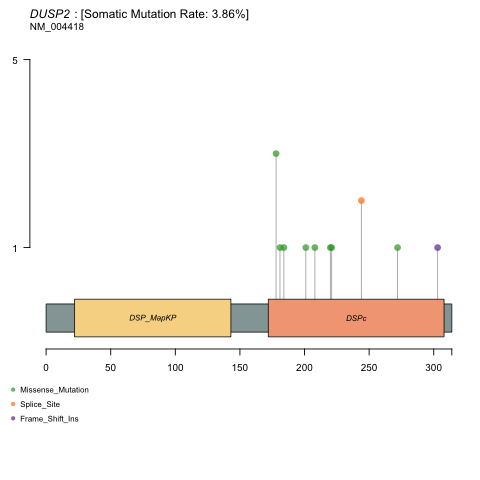 DUSP2 : [Somatic Mutation Rate: 3.86%]
NM_004418
5
1
DSP_MapKP
DSPc
0 50 100 150 200 250 300
Missense_Mutation
Splice_Site
Frame_Shift_Ins